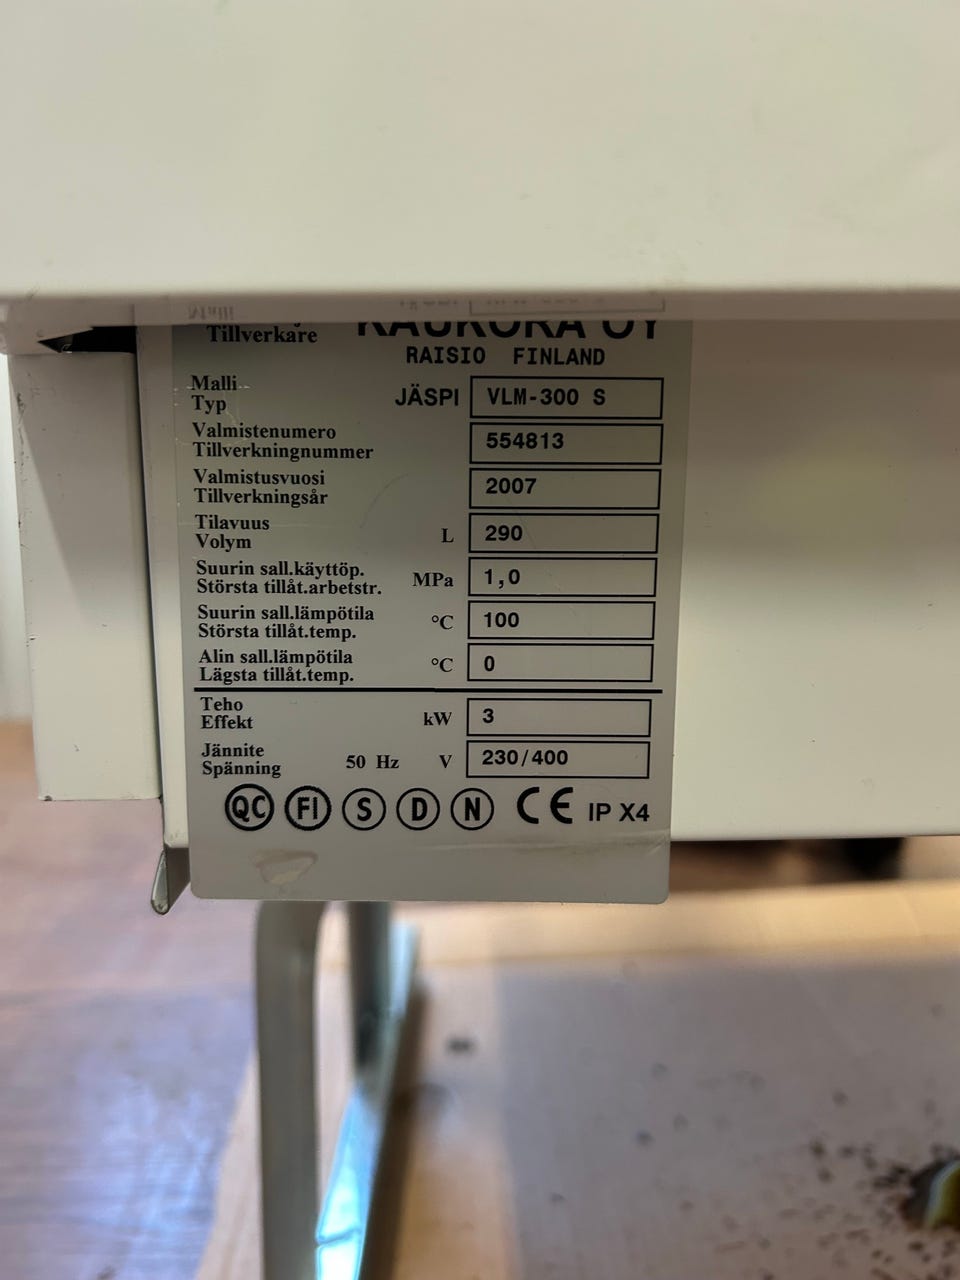 Tillverkare KAUKORA OY
RAISIO FINLAND
Malli
Typ JÄSPI VLM-300 S
Valmistenumero
Tillverkningnummer 554813
Valmistusvuosi
Tillverkningsår 2007
Tilavuus
Volym L 290
Suurin sall.käyttöp.
Största tillåt.arbetstr. MPa 1,0
Suurin sall.lämpötila
Största tillåt.temp. °C 100
Alin sall.lämpötila
Lägsta tillåt.temp. °C 0
Teho
Effekt kW 3
Jännite
Spänning 50 Hz V 230/400
QC FI S D N CE IP X4